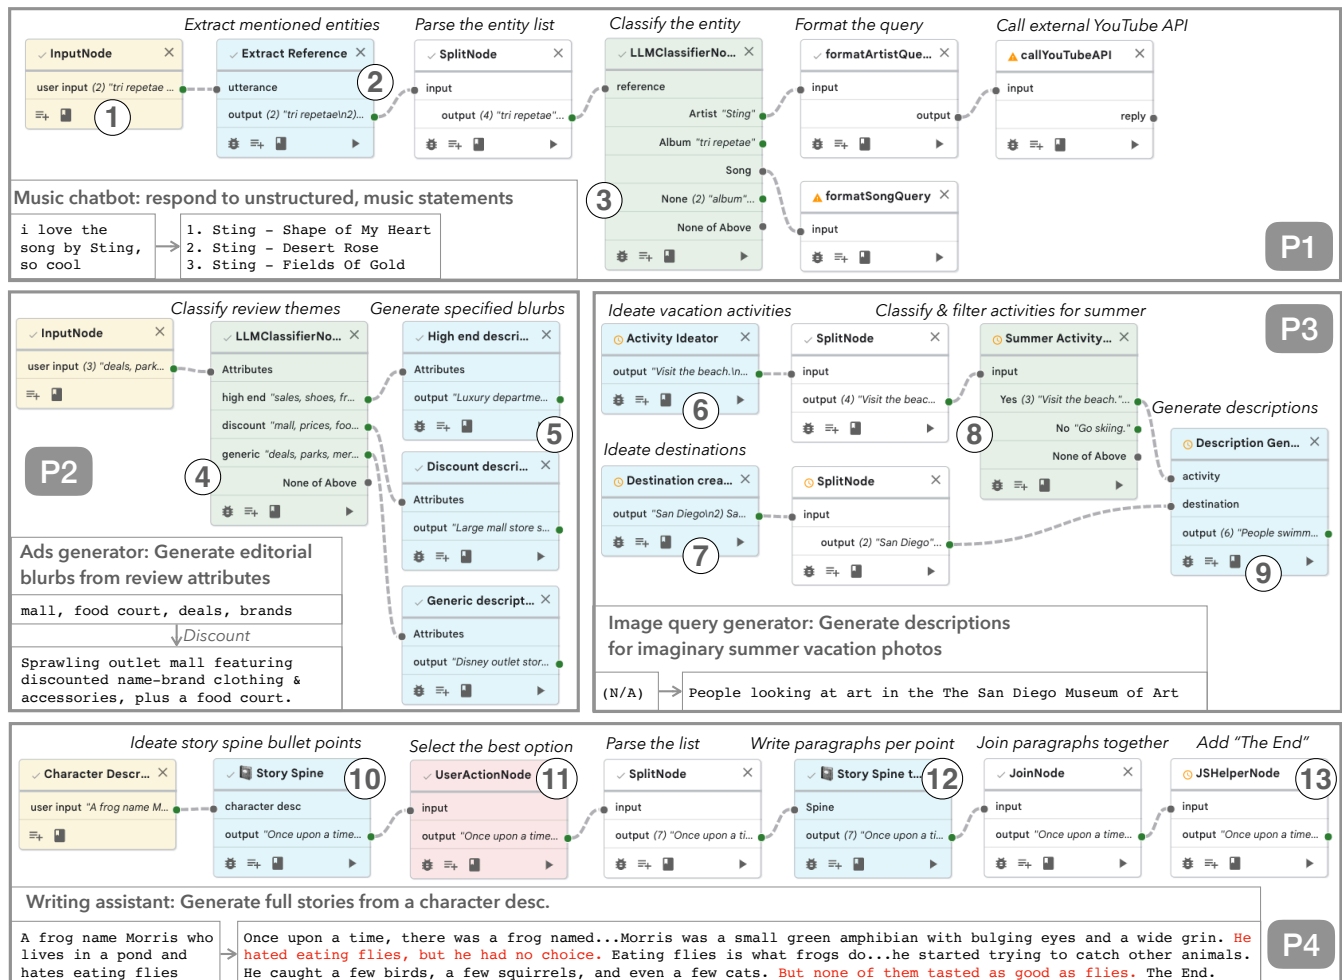 Extract mentioned entities
Parse the entity list
Classify the entity
Format the query
Call external YouTube API
InputNode
user input (2) "tri repetae ...
1
Extract Reference
2
utterance
output (2) "tri repetae\n2)...
SplitNode
input
output (4) "tri repetae"...
LLMClassifierNo...
reference
Artist "Sting"
Album "tri repetae"
Song
3
None (2) "album"...
None of Above
formatArtistQue...
input
output
formatSongQuery
input
callYouTubeAPI
input
reply
Music chatbot: respond to unstructured, music statements
i love the
song by Sting,
so cool
1. Sting - Shape of My Heart
2. Sting - Desert Rose
3. Sting - Fields Of Gold
P1
Classify review themes
Generate specified blurbs
InputNode
user input (3) "deals, park...
LLMClassifierNo...
Attributes
high end "sales, shoes, fr...
discount "mall, prices, foo...
generic "deals, parks, mer...
4
None of Above
High end descri...
Attributes
output "Luxury departme...
5
Discount descri...
Attributes
output "Large mall store s...
Generic descript...
Attributes
output "Disney outlet stor...
P2
Ads generator: Generate editorial
blurbs from review attributes
mall, food court, deals, brands
Discount
Sprawling outlet mall featuring
discounted name-brand clothing &
accessories, plus a food court.
Ideate vacation activities
Classify & filter activities for summer
P3
Activity Ideator
output "Visit the beach.\n...
6
SplitNode
input
output (4) "Visit the beac...
Summer Activity...
input
Yes (3) "Visit the beach."...
8
No "Go skiing."
None of Above
Ideate destinations
Destination crea...
output "San Diego\n2) Sa...
7
SplitNode
input
output (2) "San Diego"...
Generate descriptions
Description Gen...
activity
destination
output (6) "People swimm...
9
Image query generator: Generate descriptions
for imaginary summer vacation photos
(N/A)
People looking at art in the The San Diego Museum of Art
Ideate story spine bullet points
Select the best option
Parse the list
Write paragraphs per point
Join paragraphs together
Add “The End”
Character Descr...
user input "A frog name M...
Story Spine
10
character desc
output "Once upon a time...
UserActionNode
11
input
output "Once upon a time...
SplitNode
input
output (7) "Once upon a ti...
Story Spine t...
12
Spine
output (7) "Once upon a ti...
JoinNode
input
output "Once upon a time...
JSHelperNode
13
input
output "Once upon a time...
Writing assistant: Generate full stories from a character desc.
A frog name Morris who
lives in a pond and
hates eating flies
Once upon a time, there was a frog named...Morris was a small green amphibian with bulging eyes and a wide grin. He
hated eating flies, but he had no choice. Eating flies is what frogs do...he started trying to catch other animals.
He caught a few birds, a few squirrels, and even a few cats. But none of them tasted as good as flies. The End.
P4